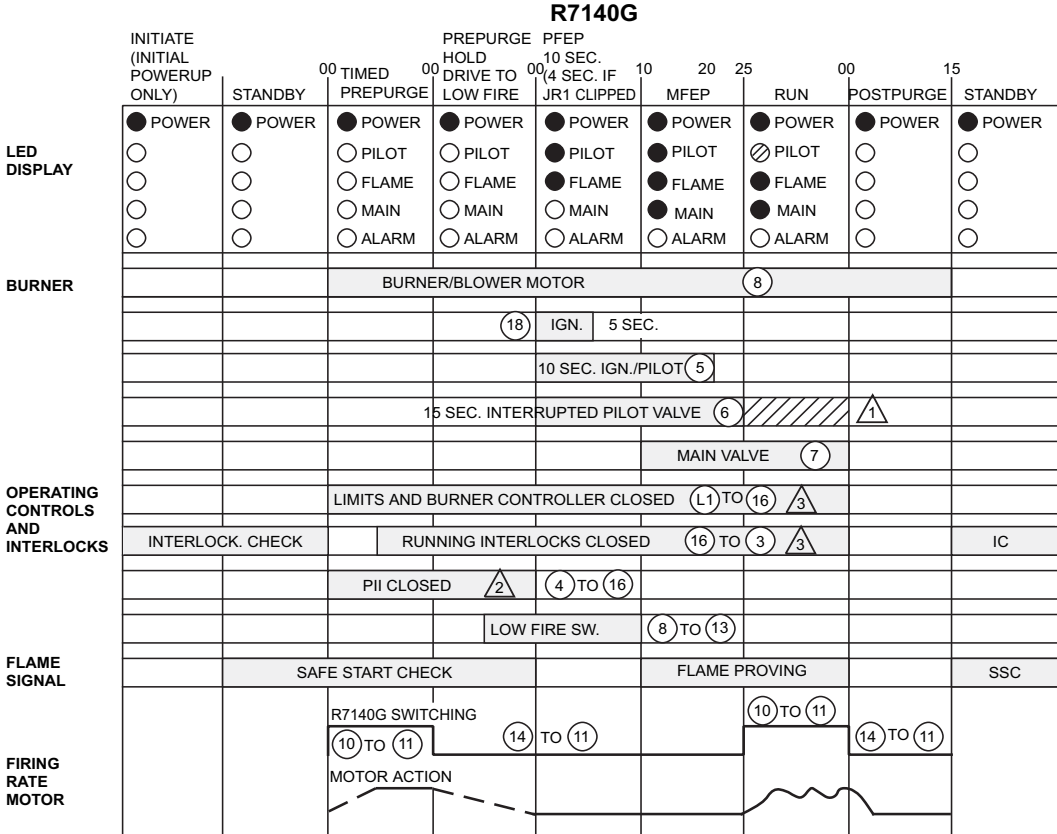 R7140G
INITIATE
(INITIAL
POWERUP
ONLY)
STANDBY
00 TIMED
PREPURGE
00
PREPURGE
HOLD
DRIVE TO
LOW FIRE
00
PFEP
10 SEC.
(4 SEC. IF
JR1 CLIPPED
10
MFEP
20
25
RUN
00
POSTPURGE
15
STANDBY
LED
DISPLAY
POWER POWER POWER POWER POWER POWER POWER POWER POWER
PILOT PILOT PILOT PILOT PILOT
FLAME FLAME FLAME FLAME FLAME
MAIN MAIN MAIN MAIN MAIN
ALARM ALARM ALARM ALARM ALARM
BURNER
BURNER/BLOWER MOTOR 8
18 IGN. 5 SEC.
10 SEC. IGN./PILOT 5
15 SEC. INTERRUPTED PILOT VALVE 6 1
MAIN VALVE 7
OPERATING
CONTROLS
AND
INTERLOCKS
LIMITS AND BURNER CONTROLLER CLOSED L1 TO 16 3
INTERLOCK. CHECK RUNNING INTERLOCKS CLOSED 16 TO 3 3 IC
PII CLOSED 2 4 TO 16
LOW FIRE SW. 8 TO 13
FLAME
SIGNAL
SAFE START CHECK FLAME PROVING SSC
FIRING
RATE
MOTOR
R7140G SWITCHING
10 TO 11 14 TO 11 10 TO 11 14 TO 11
MOTOR ACTION